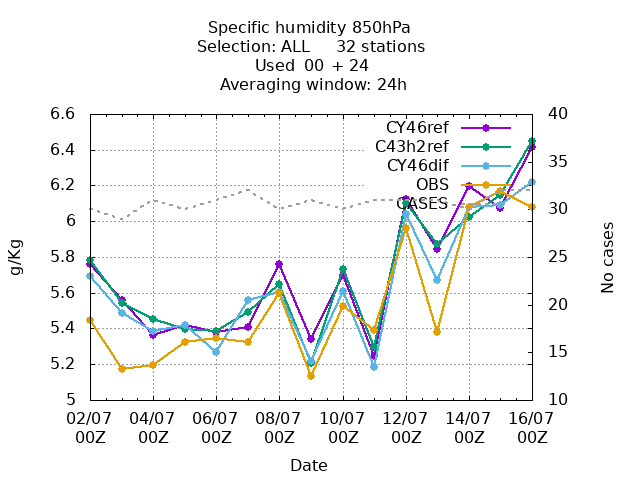 Specific humidity 850hPa
Selection: ALL 32 stations
Used 00 + 24
Averaging window: 24h
6.6
6.4
6.2
6
5.8
5.6
5.4
5.2
5
40
35
30
25
20
15
10
CY46ref
C43h2ref
CY46dif
OBS
CASES
g/Kg
No cases
02/07 04/07 06/07 08/07 10/07 12/07 14/07 16/07
00Z 00Z 00Z 00Z 00Z 00Z 00Z 00Z
Date